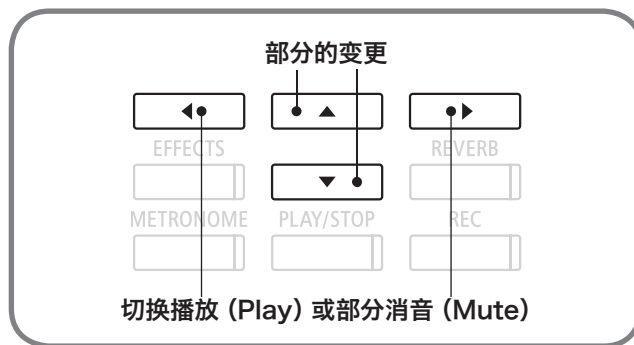 部分的变更
EFFECTS REVERB
METRONOME PLAY/STOP REC
切换播放 (Play) 或部分消音 (Mute)